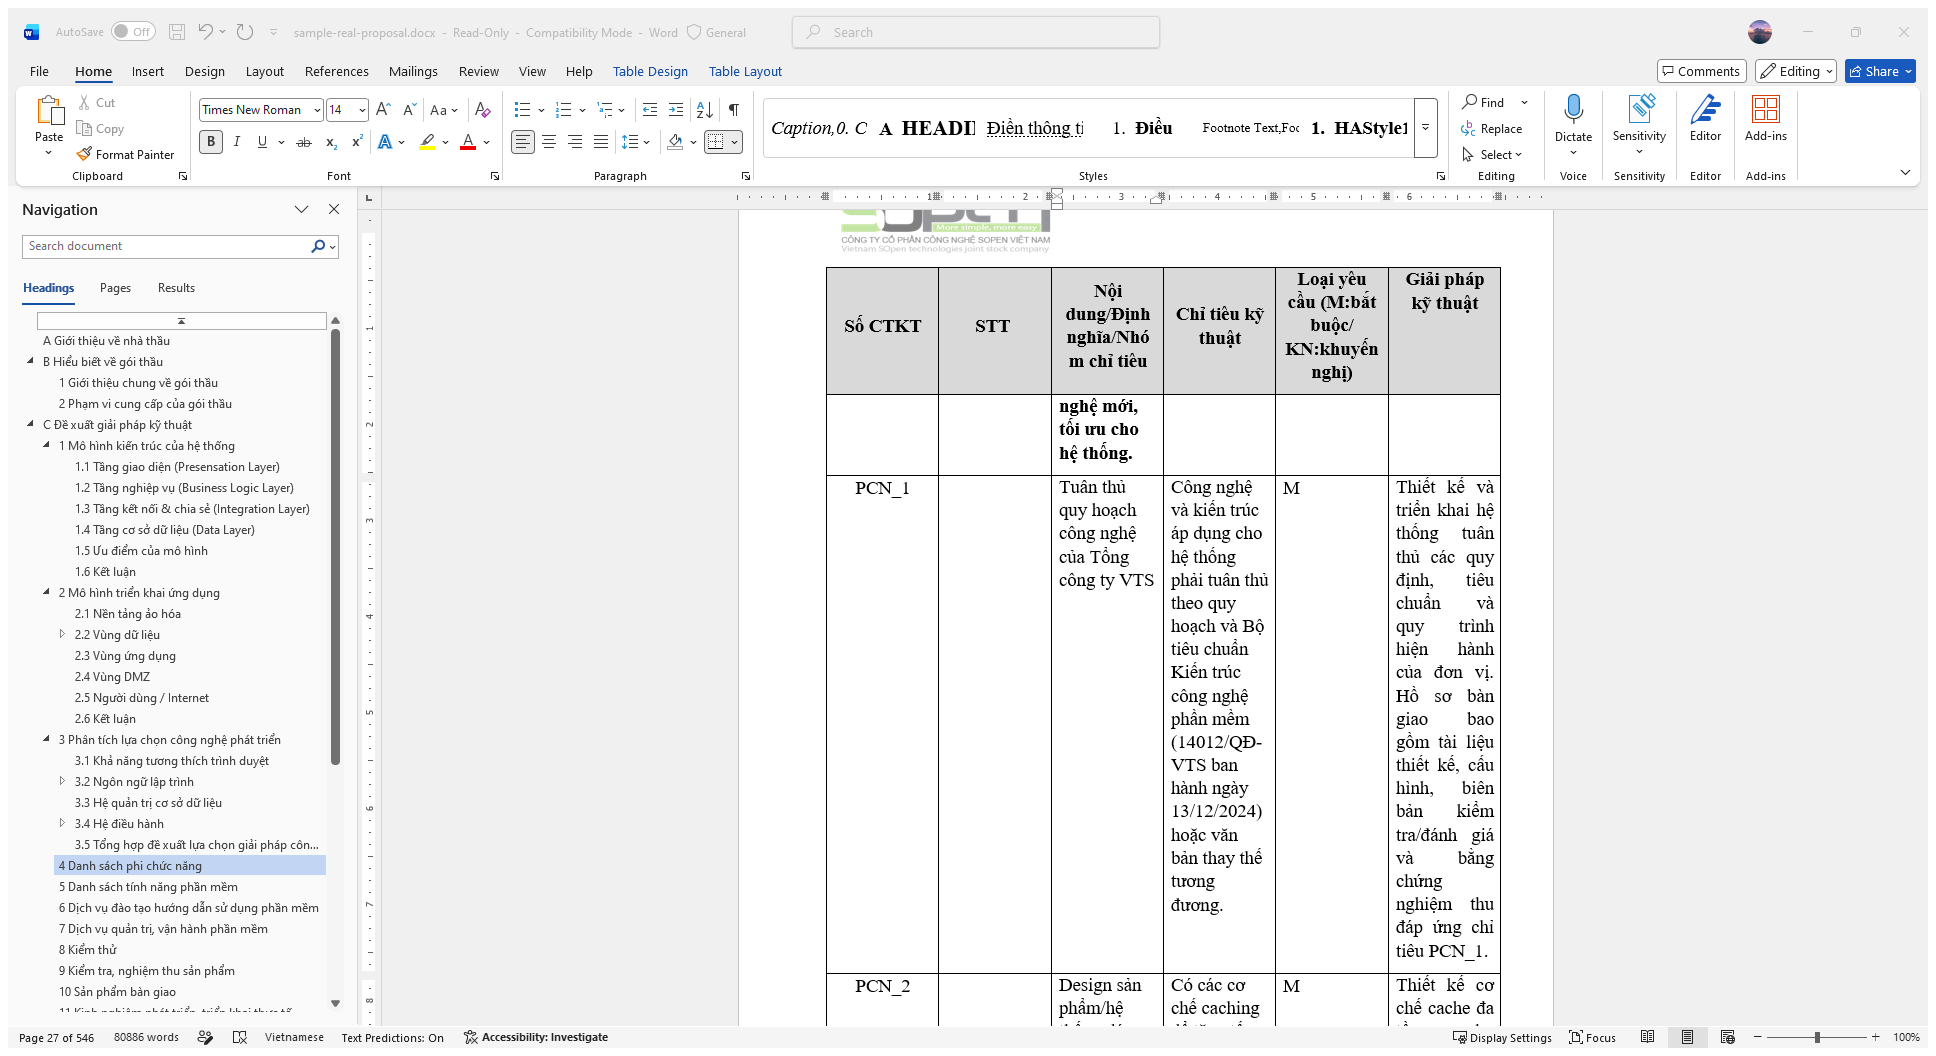 AutoSave Off sample-real-proposal.docx - Read-Only - Compatibility Mode - Word General Search
File Home Insert Design Layout References Mailings Review View Help Table Design Table Layout Comments Editing Share
Paste
Cut
Copy
Format Painter
Clipboard
Times New Roman 14
Font
Paragraph
Caption,0. C A HEADI Điền thông ti 1. Điều Footnote Text,Foo 1. HAStyle1
Styles
Find
Replace
Select
Editing
Dictate
Voice
Sensitivity
Sensitivity
Editor
Editor
Add-ins
Add-ins
Navigation
Search document
Headings Pages Results
A Giới thiệu về nhà thầu
B Hiểu biết về gói thầu
1 Giới thiệu chung về gói thầu
2 Phạm vi cung cấp của gói thầu
C Đề xuất giải pháp kỹ thuật
1 Mô hình kiến trúc của hệ thống
1.1 Tầng giao diện (Presensation Layer)
1.2 Tầng nghiệp vụ (Business Logic Layer)
1.3 Tầng kết nối & chia sẻ (Integration Layer)
1.4 Tầng cơ sở dữ liệu (Data Layer)
1.5 Ưu điểm của mô hình
1.6 Kết luận
2 Mô hình triển khai ứng dụng
2.1 Nền tảng ảo hóa
2.2 Vùng dữ liệu
2.3 Vùng ứng dụng
2.4 Vùng DMZ
2.5 Người dùng / Internet
2.6 Kết luận
3 Phân tích lựa chọn công nghệ phát triển
3.1 Khả năng tương thích trình duyệt
3.2 Ngôn ngữ lập trình
3.3 Hệ quản trị cơ sở dữ liệu
3.4 Hệ điều hành
3.5 Tổng hợp đề xuất lựa chọn giải pháp côn...
4 Danh sách phi chức năng
5 Danh sách tính năng phần mềm
6 Dịch vụ đào tạo hướng dẫn sử dụng phần mềm
7 Dịch vụ quản trị, vận hành phần mềm
8 Kiểm thử
9 Kiểm tra, nghiệm thu sản phẩm
10 Sản phẩm bàn giao
11 Kinh nghiệm phát triển, triển khai thực tế
More simple, more easy
CÔNG TY CỔ PHẦN CÔNG NGHỆ SOPEN VIỆT NAM
Vietnam SOpen technologies joint stock company
Số CTKT
STT
Nội
dung/Định
nghĩa/Nhó
m chỉ tiêu
Chỉ tiêu kỹ
thuật
Loại yêu
cầu (M:bắt
buộc/
KN:khuyến
nghị)
Giải pháp
kỹ thuật
nghệ mới,
tối ưu cho
hệ thống.
PCN_1
Tuân thủ
quy hoạch
công nghệ
của Tổng
công ty VTS
Công nghệ
và kiến trúc
áp dụng cho
hệ thống
phải tuân thủ
theo quy
hoạch và Bộ
tiêu chuẩn
Kiến trúc
công nghệ
phần mềm
(14012/QĐ-
VTS ban
hành ngày
13/12/2024)
hoặc văn
bản thay thế
tương
đương.
M
Thiết kế và
triển khai hệ
thống tuân
thủ các quy
định, tiêu
chuẩn và
quy trình
hiện hành
của đơn vị.
Hồ sơ bàn
giao bao
gồm tài liệu
thiết kế, cấu
hình, biên
bản kiểm
tra/đánh giá
và bằng
chứng
nghiệm thu
đáp ứng chỉ
tiêu PCN_1.
PCN_2
Design sản
phẩm/hệ
Có các cơ
chế caching
M
Thiết kế cơ
chế cache đa
Page 27 of 546 80886 words Vietnamese Text Predictions: On Accessibility: Investigate Display Settings Focus 100%